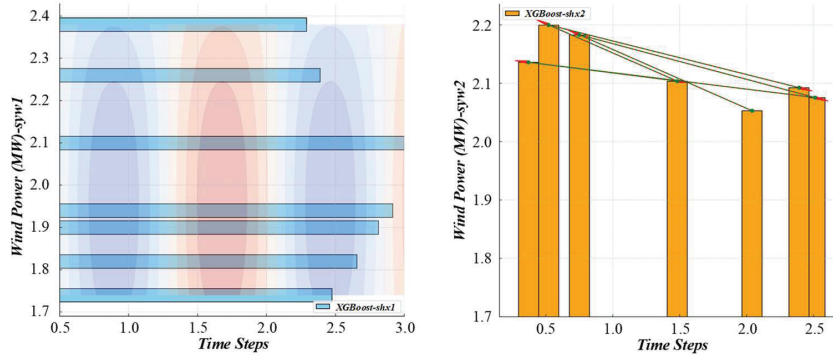 2.4
2.3
2.2
2.1
2.0
1.9
1.8
1.7
Wind Power (MW)-syw1
XGBoost-shx1
0.5 1.0 1.5 2.0 2.5 3.0
Time Steps
XGBoost-shx2
2.2
2.1
2.0
1.9
1.8
1.7
Wind Power (MW)-syw2
0.5 1.0 1.5 2.0 2.5
Time Steps